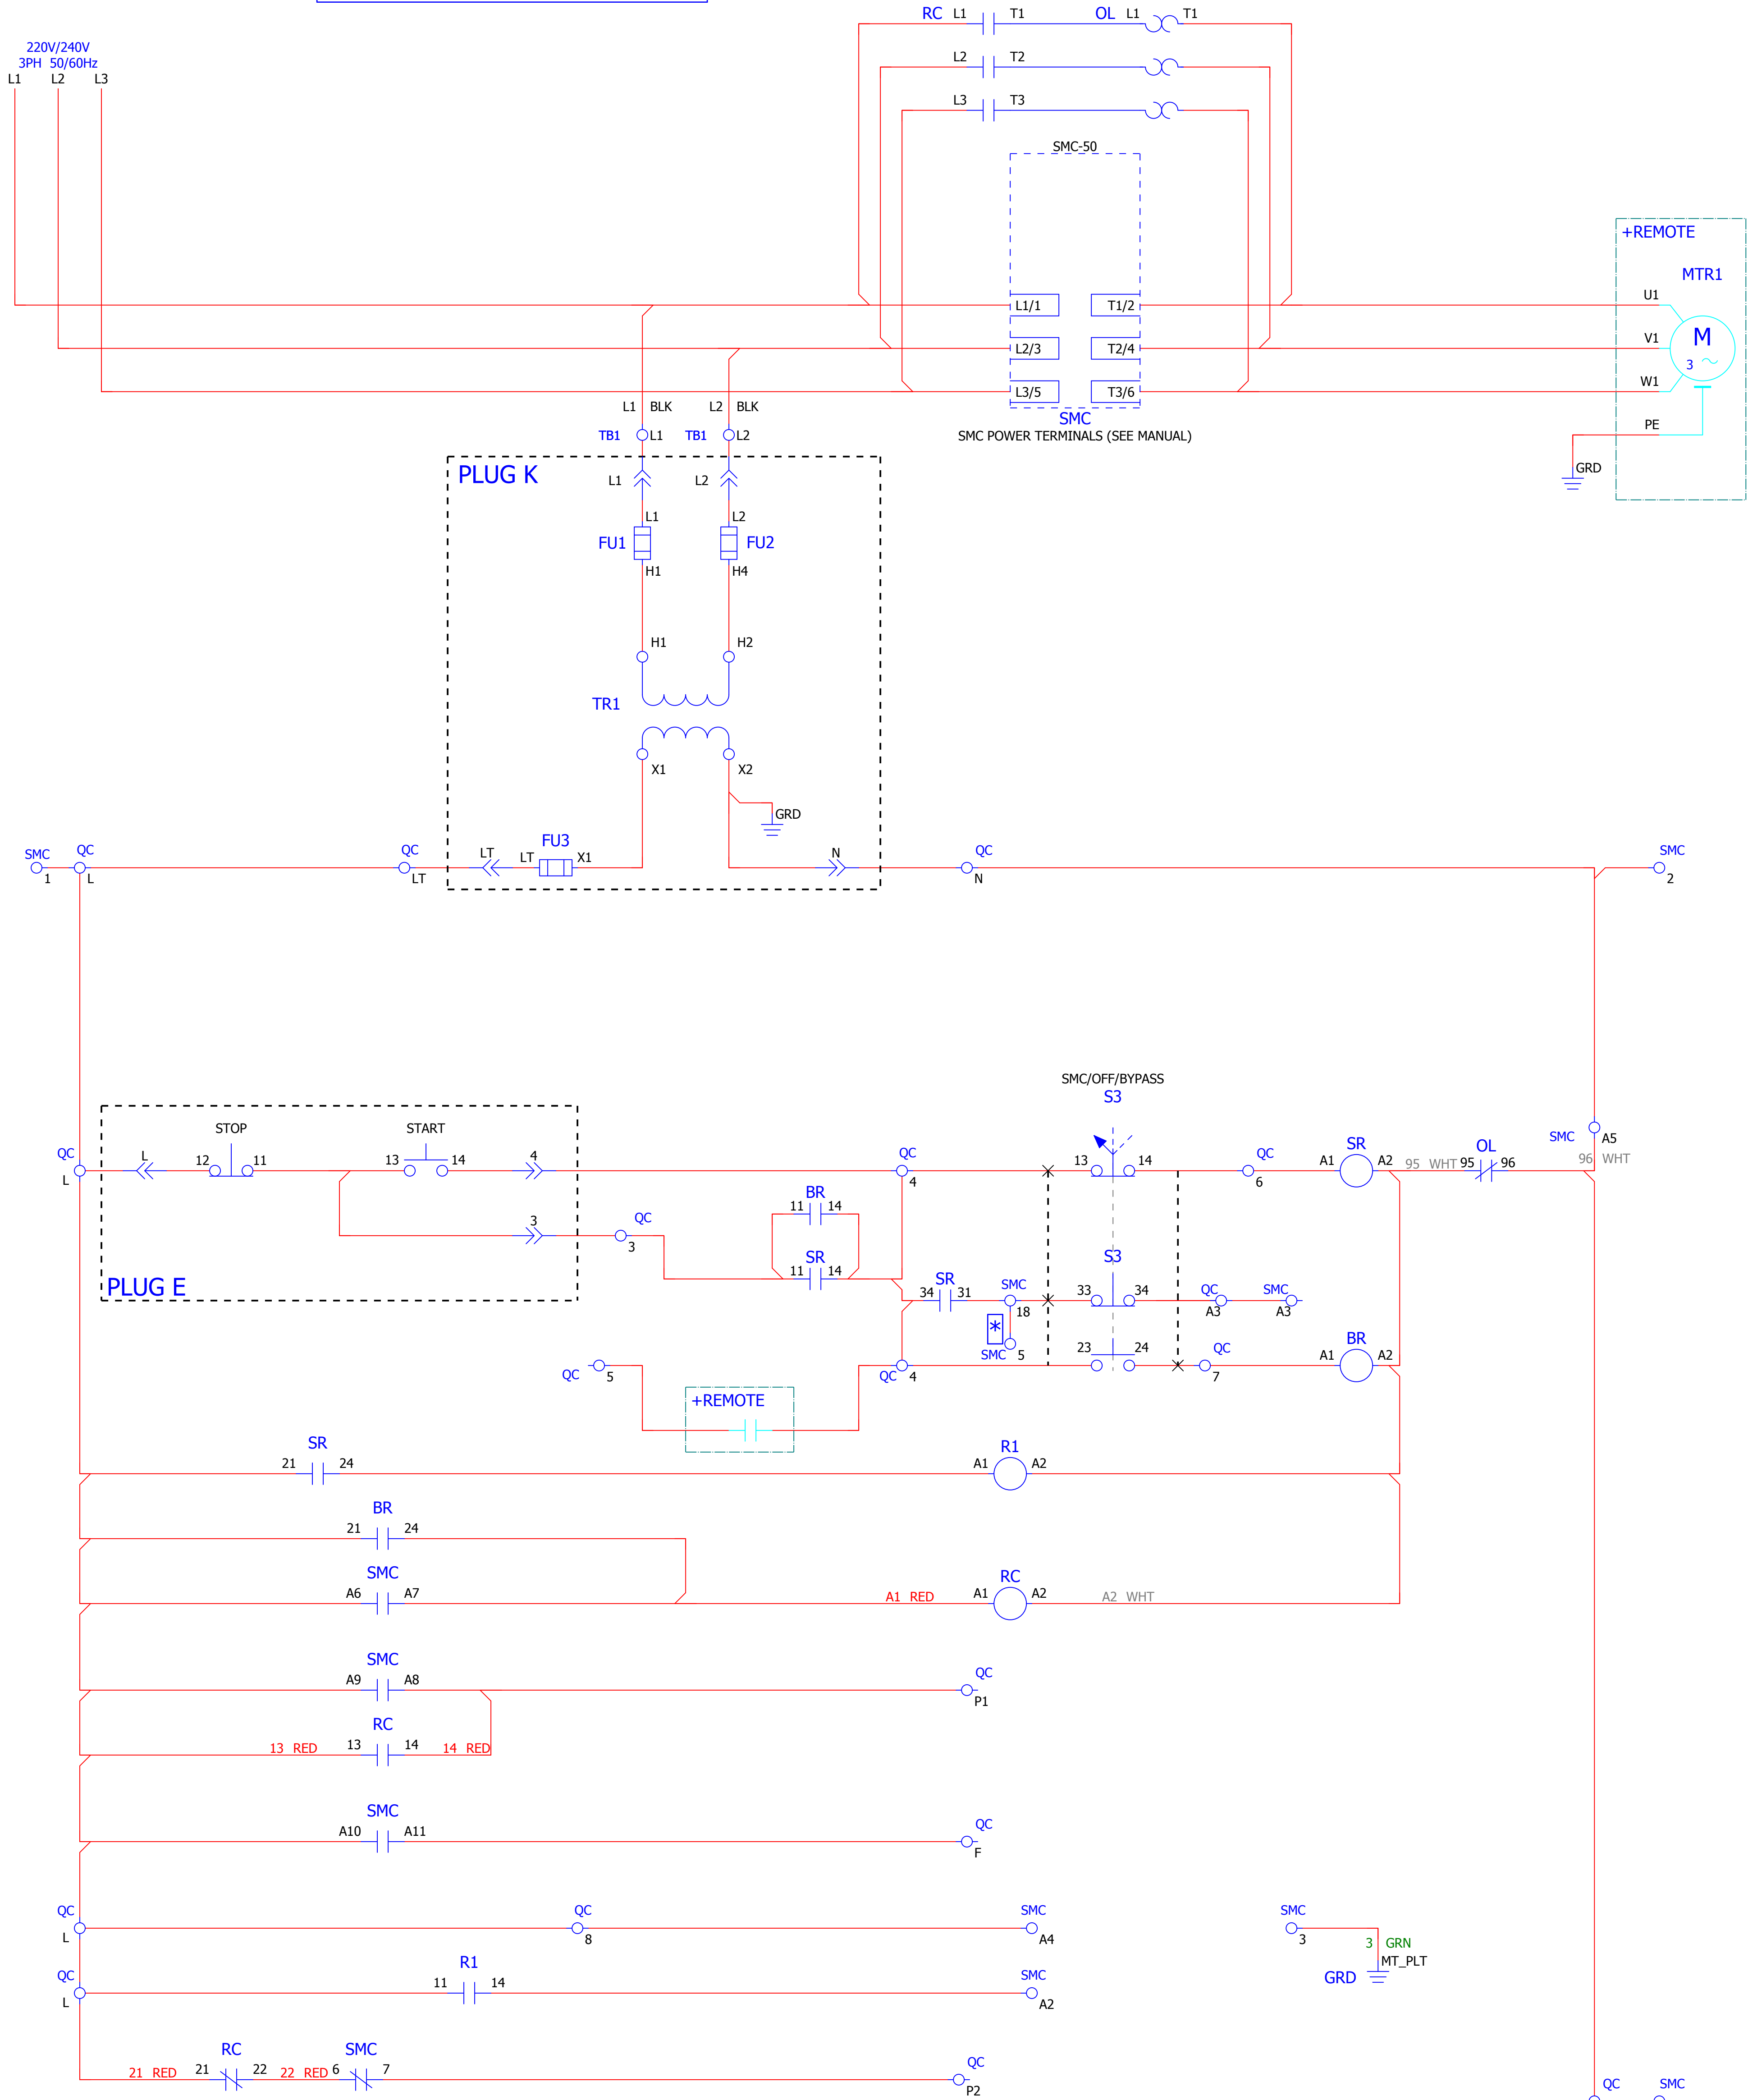 RC L1 T1 OL L1 T1
220V/240V
3PH 50/60Hz
L1 L2 L3
L2 T2
L3 T3
SMC-50
+REMOTE
MTR1
L1/1 T1/2 U1
L2/3 T2/4 V1
M
3
L3/5 T3/6 W1
L1 BLK L2 BLK
SMC
SMC POWER TERMINALS (SEE MANUAL)
PE
TB1 L1 TB1 L2
GRD
PLUG K
L1 L2
L1 L2
FU1 FU2
H1 H4
H1 H2
TR1
X1 X2
GRD
SMC QC QC FU3 QC SMC
LT LT X1 N
1 L LT N 2
SMC/OFF/BYPASS
S3
STOP START
SMC A5
QC L 12 11 13 14 4 QC 13 14 QC SR OL
A1 A2 95 WHT 95 96 96 WHT
L 4 6
BR
11 14
3 QC
3
SR S3
11 14
SR
34 31 SMC 33 34 QC SMC
18 A3 A3
PLUG E
*
SMC 5 23 24 QC BR
A1 A2
QC 5 QC 4 7
+REMOTE
SR R1
21 24 A1 A2
BR
21 24
SMC RC
A6 A7 A1 RED A1 A2 A2 WHT
SMC QC
A9 A8
P1
RC
13 RED 13 14 14 RED
SMC QC
A10 A11
F
QC QC SMC SMC
L 8 A4 3
3 GRN
MT_PLT
GRD
QC R1 SMC
11 14
L A2
RC SMC QC
21 RED 21 22 22 RED 6 7
P2
QC SMC